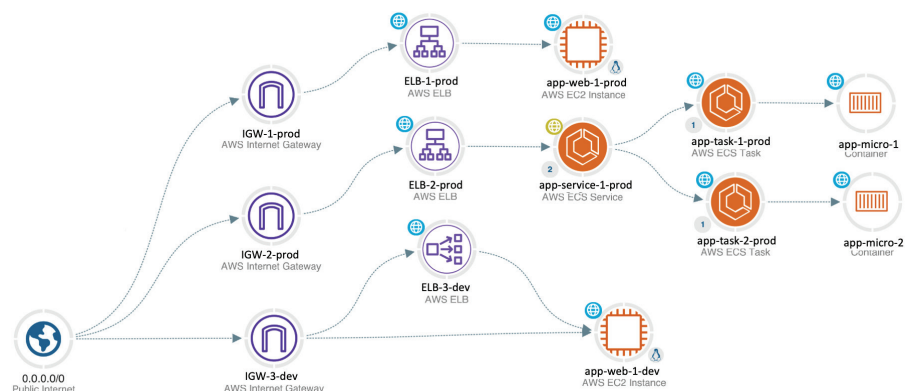 ELB-1-prod
AWS ELB
app-web-1-prod
AWS EC2 Instance
IGW-1-prod
AWS Internet Gateway
1
app-task-1-prod
AWS ECS Task
app-micro-1
Container
ELB-2-prod
AWS ELB
2
app-service-1-prod
AWS ECS Service
IGW-2-prod
AWS Internet Gateway
1
app-task-2-prod
AWS ECS Task
app-micro-2
Container
ELB-3-dev
AWS ELB
0.0.0.0/0
Public Internet
IGW-3-dev
AWS Internet Gateway
app-web-1-dev
AWS EC2 Instance